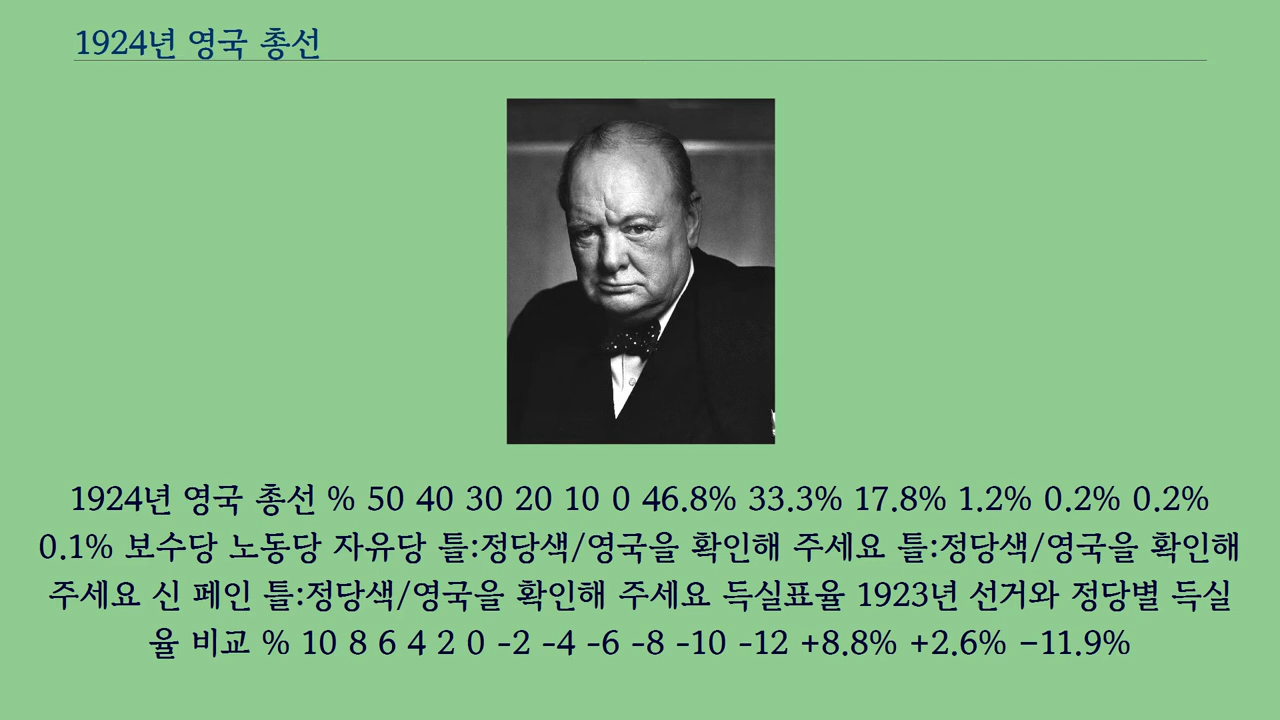 1924년 영국 총선
1924년 영국 총선 % 50 40 30 20 10 0 46.8% 33.3% 17.8% 1.2% 0.2% 0.2%
0.1% 보수당 노동당 자유당 틀:정당색/영국을 확인해 주세요 틀:정당색/영국을 확인해
주세요 신 페인 틀:정당색/영국을 확인해 주세요 득실표율 1923년 선거와 정당별 득실
율 비교 % 10 8 6 4 2 0 -2 -4 -6 -8 -10 -12 +8.8% +2.6% −11.9%